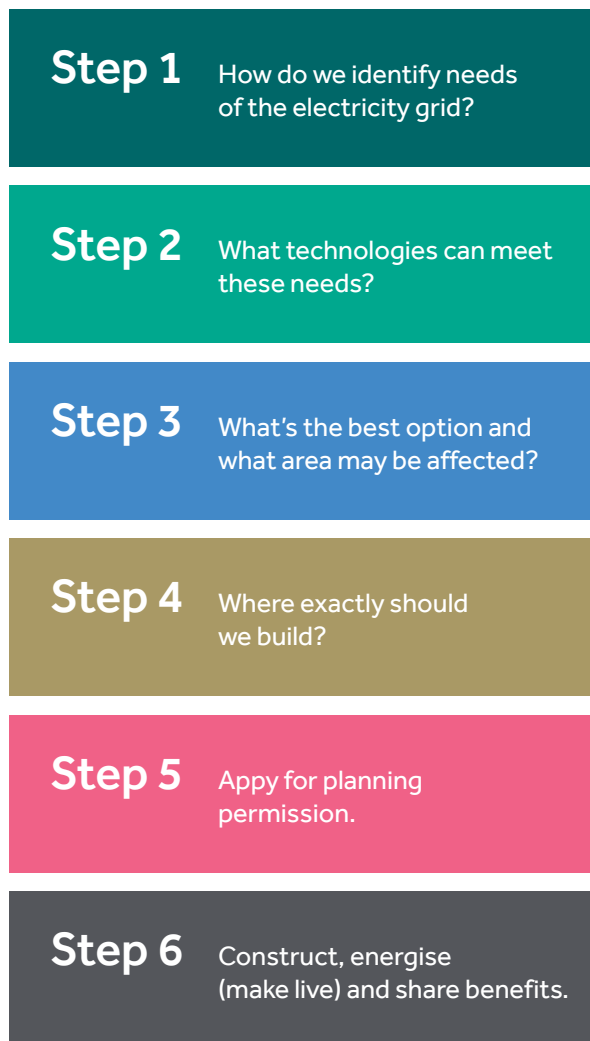 Step 1
How do we identify needs
of the electricity grid?
Step 2
What technologies can meet
these needs?
Step 3
What's the best option and
what area may be affected?
Step 4
Where exactly should
we build?
Step 5
Appy for planning
permission.
Step 6
Construct, energise
(make live) and share benefits.